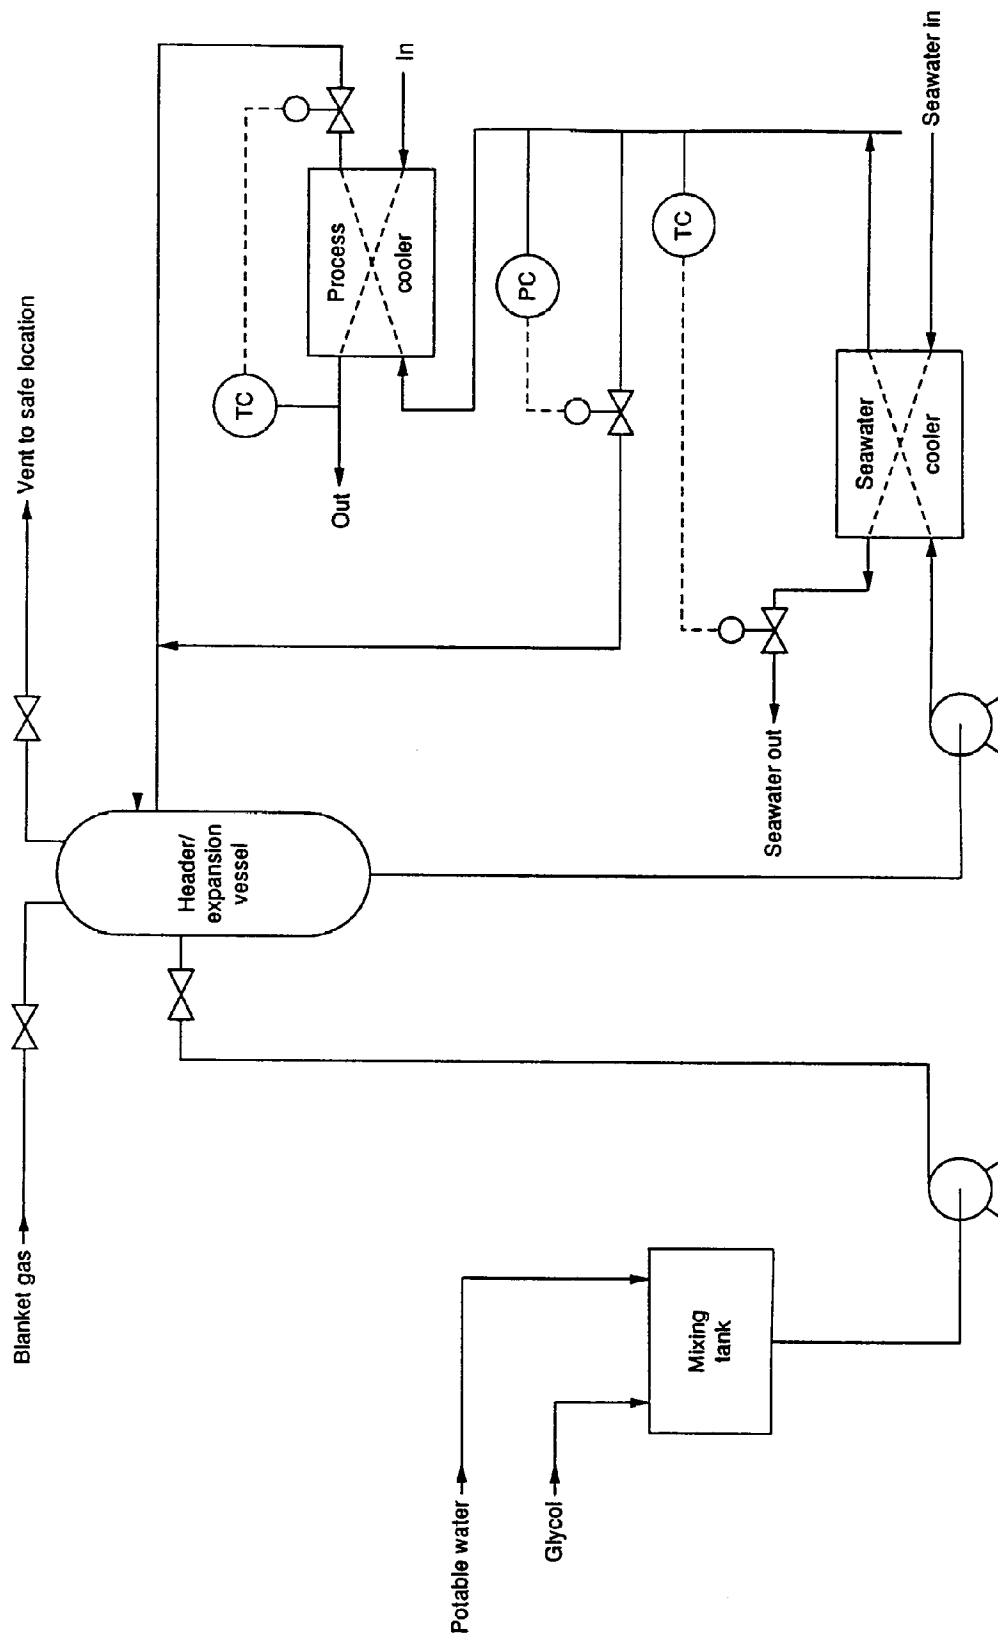 Blanket gas
Vent to safe location
Header/
expansion
vessel
TC
Process
cooler
In
Out
PC
TC
Potable water
Glycol
Mixing
tank
Seawater out
Seawater
cooler
Seawater in